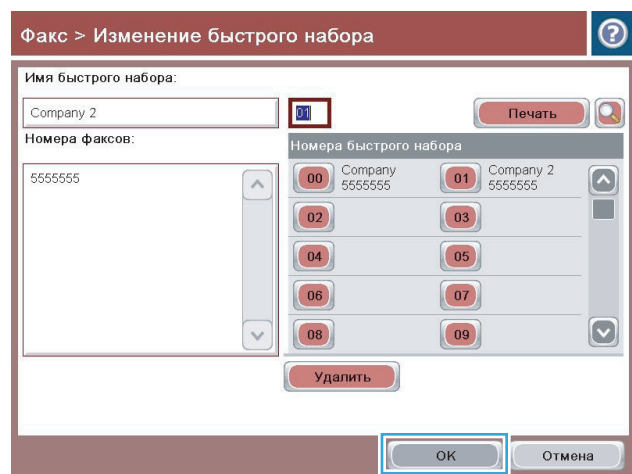 Факс > Изменение быстрого набора
?
Имя быстрого набора:
Company 2
01
Печать
Номера факсов:
Номера быстрого набора
5555555
00 Company 5555555
01 Company 2 5555555
02
03
04
05
06
07
08
09
Удалить
OK
Отмена